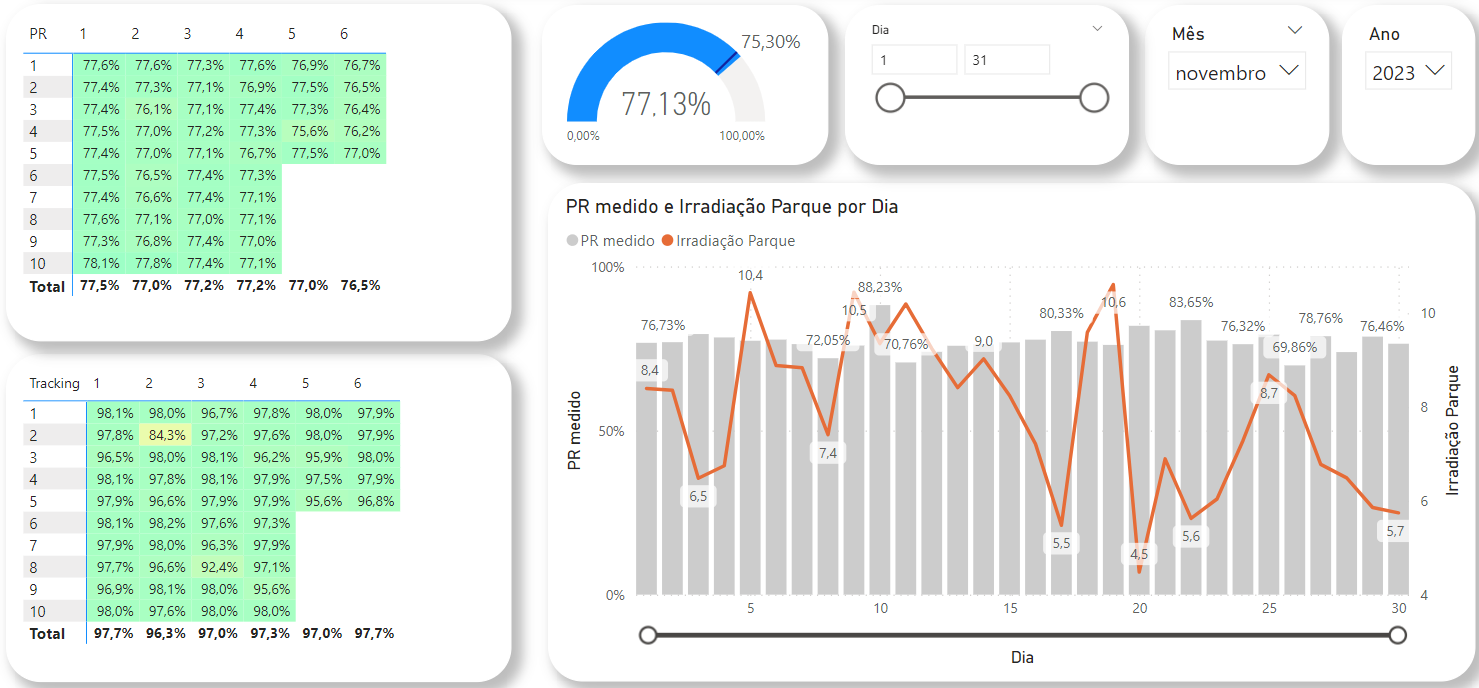 PR 1 2 3 4 5 6
1 77,6% 77,6% 77,3% 77,6% 76,9% 76,7%
2 77,4% 77,3% 77,1% 76,9% 77,5% 76,5%
3 77,4% 76,1% 77,1% 77,4% 77,3% 76,4%
4 77,5% 77,0% 77,2% 77,3% 75,6% 76,2%
5 77,4% 77,0% 77,1% 76,7% 77,5% 77,0%
6 77,5% 76,5% 77,4% 77,3%
7 77,4% 76,6% 77,4% 77,1%
8 77,6% 77,1% 77,0% 77,1%
9 77,3% 76,8% 77,4% 77,0%
10 78,1% 77,8% 77,4% 77,1%
Total 77,5% 77,0% 77,2% 77,2% 77,0% 76,5%
Tracking 1 2 3 4 5 6
1 98,1% 98,0% 96,7% 97,8% 98,0% 97,9%
2 97,8% 84,3% 97,2% 97,6% 98,0% 97,9%
3 96,5% 98,0% 98,1% 96,2% 95,9% 98,0%
4 98,1% 97,8% 98,1% 97,9% 97,5% 97,9%
5 97,9% 96,6% 97,9% 97,9% 95,6% 96,8%
6 98,1% 98,2% 97,6% 97,3%
7 97,9% 98,0% 96,3% 97,9%
8 97,7% 96,6% 92,4% 97,1%
9 96,9% 98,1% 98,0% 95,6%
10 98,0% 97,6% 98,0% 98,0%
Total 97,7% 96,3% 97,0% 97,3% 97,0% 97,7%
75,30%
77,13%
0,00% 100,00%
Dia
1 31
Mês
novembro
Ano
2023
PR medido e Irradiação Parque por Dia
PR medido Irradiação Parque
100%
50%
0%
PR medido
76,73% 72,05% 88,23% 70,76% 80,33% 83,65% 76,32% 69,86% 78,76% 76,46%
8,4 6,5 10,4 7,4 10,5 9,0 5,5 10,6 4,5 5,6 8,7 5,7
10
8
6
4
Irradiação Parque
5 10 15 20 25 30
Dia